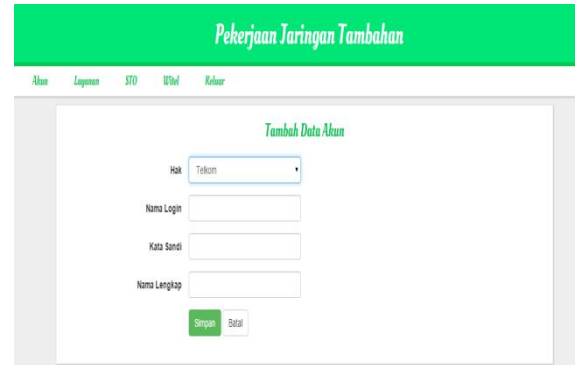 Pekerjaan Jaringan Tambahan
Akun Layanan STO Witel Keluar
Tambah Data Akun
Hak Telkom
Nama Login
Kata Sandi
Nama Lengkap
Simpan Batal